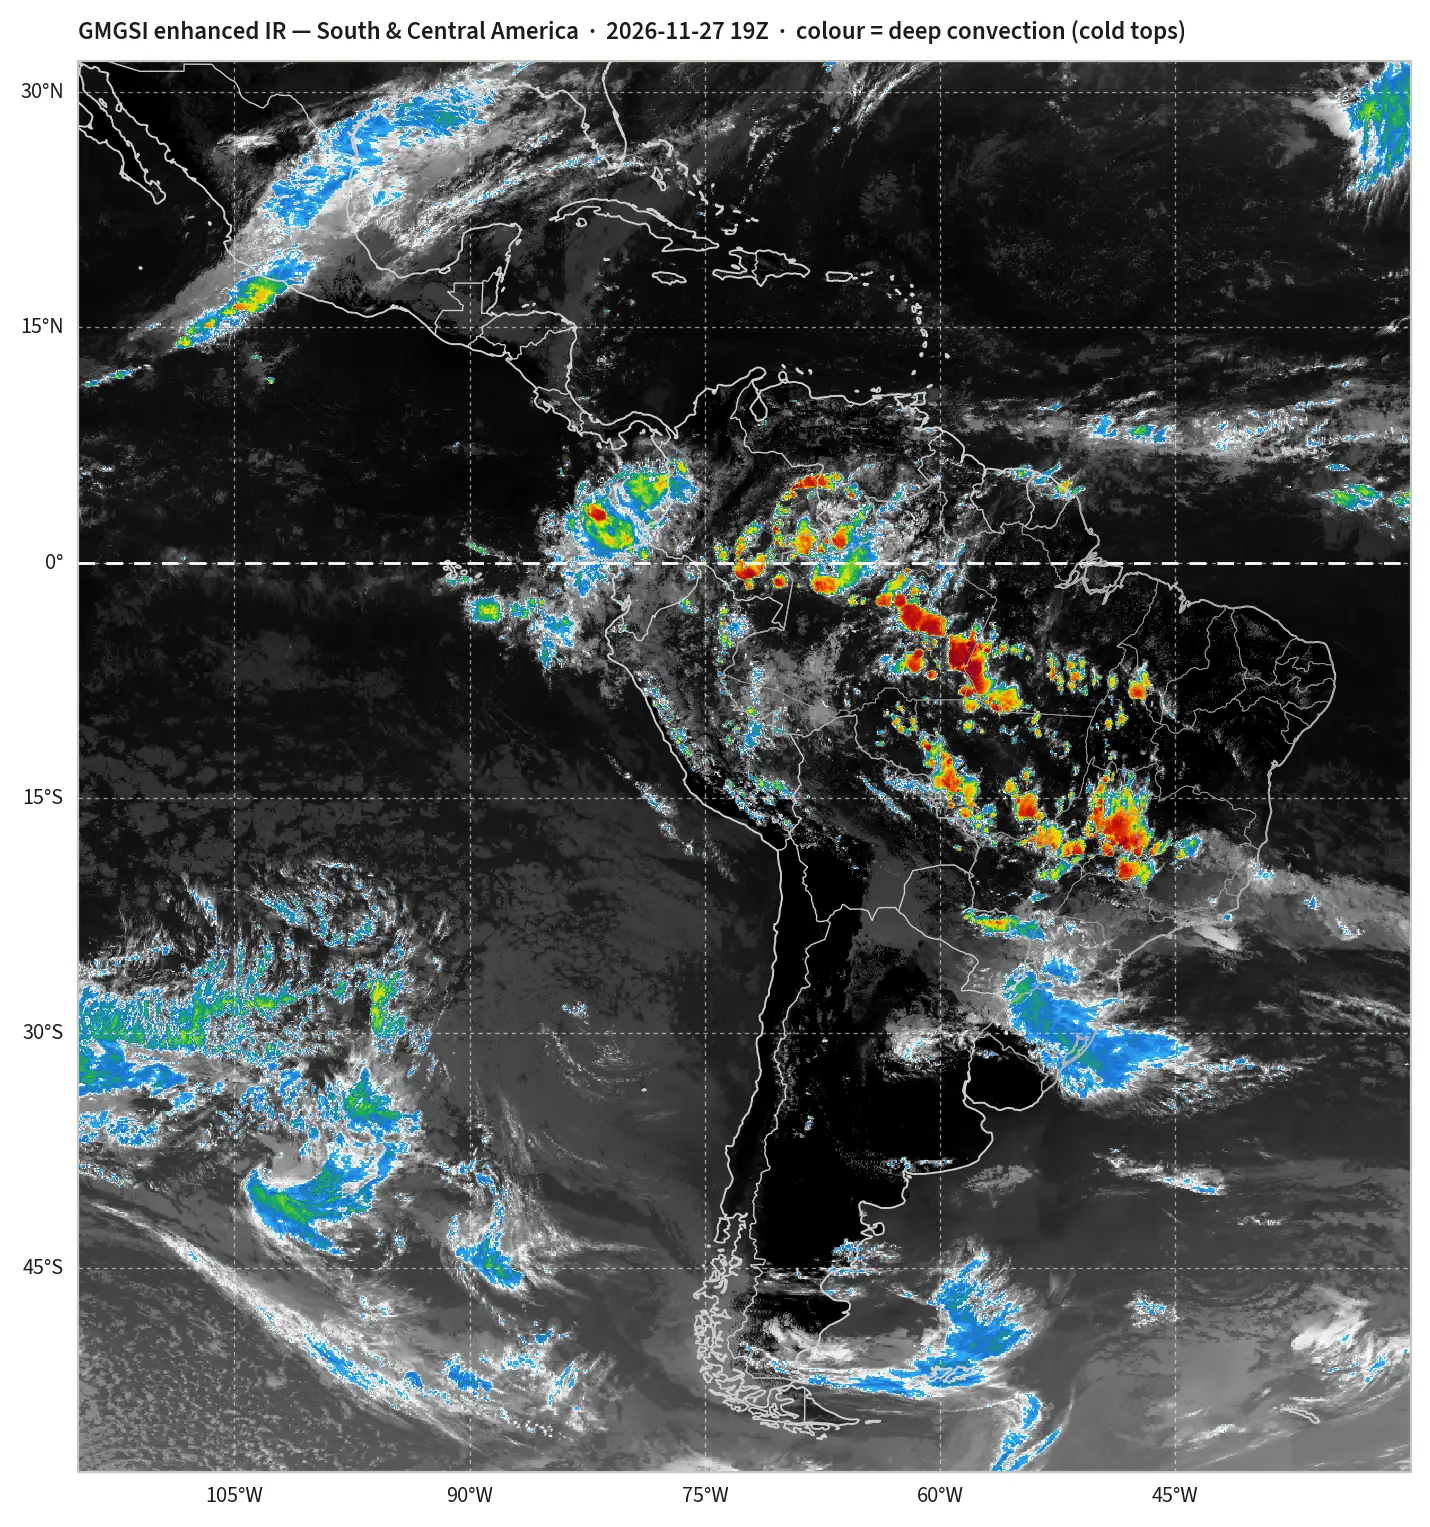 GMGSI enhanced IR — South & Central America · 2026-11-27 19Z · colour = deep convection (cold tops)
30°N
15°N
0°
15°S
30°S
45°S
105°W 90°W 75°W 60°W 45°W